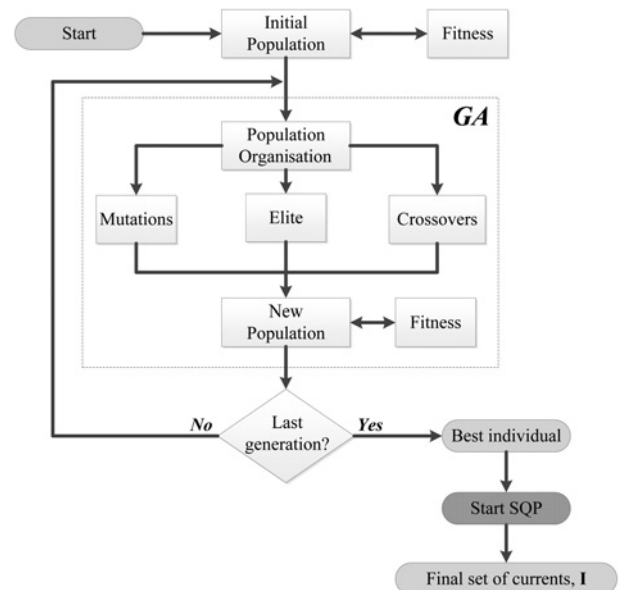 Start
Initial
Population
Fitness
GA
Population
Organisation
Mutations
Elite
Crossovers
New
Population
Fitness
No
Last
generation?
Yes
Best individual
Start SQP
Final set of currents, I